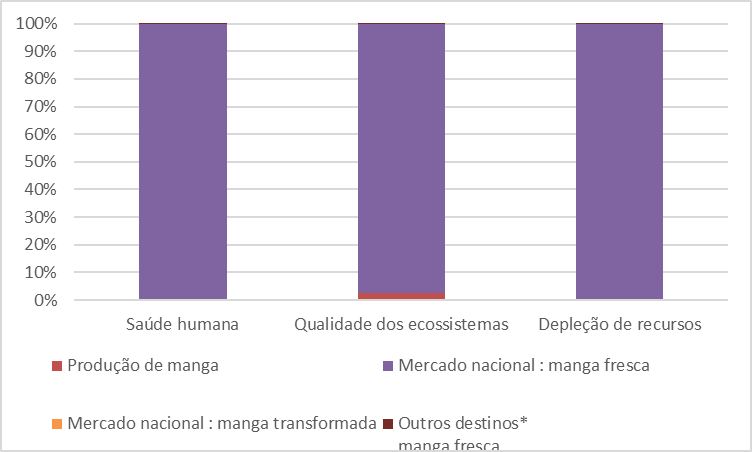 100%
90%
80%
70%
60%
50%
40%
30%
20%
10%
0%
Saúde humana Qualidade dos ecossistemas Depleção de recursos
Produção de manga Mercado nacional : manga fresca
Mercado nacional : manga transformada Outros destinos*
manga fresca